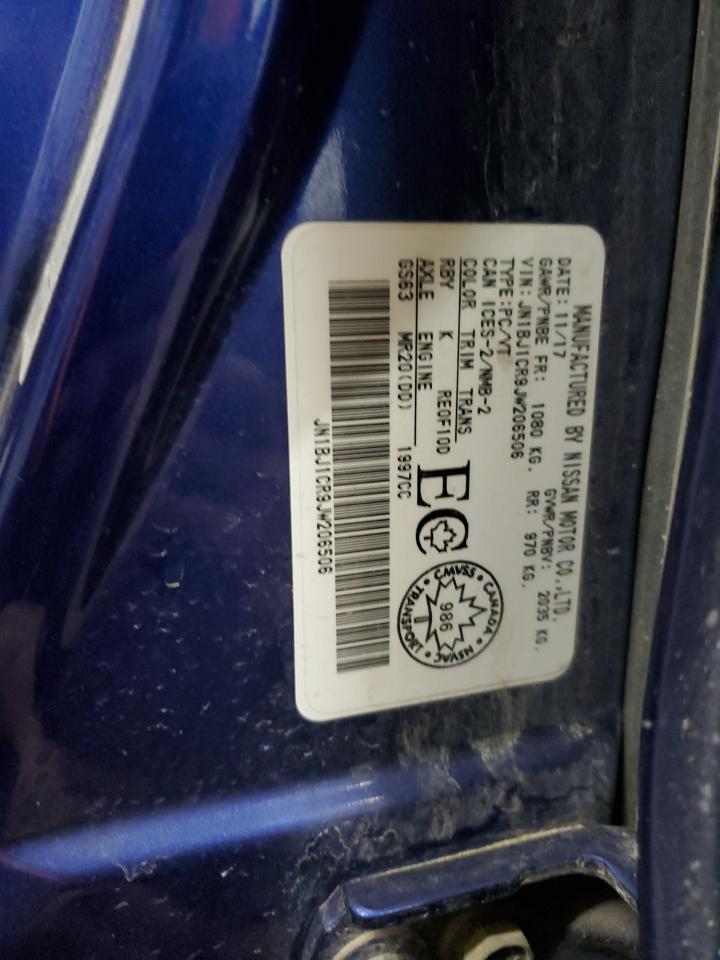 MANUFACTURED BY NISSAN MOTOR CO.,LTD.
DATE: 11/17 GVWR/PNBV: 2035 KG.
GAWR/PNBE FR: 1080 KG. RR: 970 KG.
VIN: JN1BJ1CR9JW206506
TYPE:PC/VT
CAN ICES-2/NMB-2
COLOR TRIM TRANS
RBY K RE0F10D
AXLE ENGINE
GS63 MR20(DD) 1997CC
EC
CMVSS • CANADA • NSVAC • TRANSPORT •
986
JN1BJ1CR9JW206506